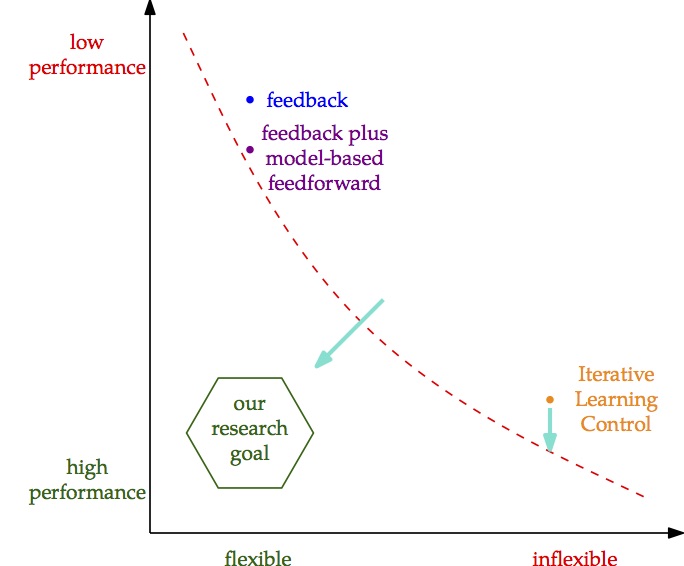 low
performance
feedback
feedback plus
model-based
feedforward
Iterative
Learning
Control
our
research
goal
high
performance
flexible
inflexible